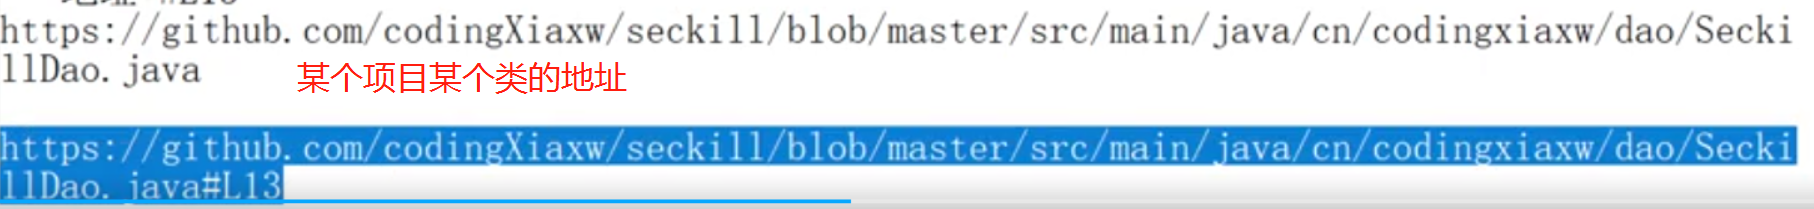 https://github.com/codingXiaxw/seckill/blob/master/src/main/java/cn/codingxiaxw/dao/Secki
llDao.java 某个项目某个类的地址
https://github.com/codingXiaxw/seckill/blob/master/src/main/java/cn/codingxiaxw/dao/Secki
llDao.java#L13